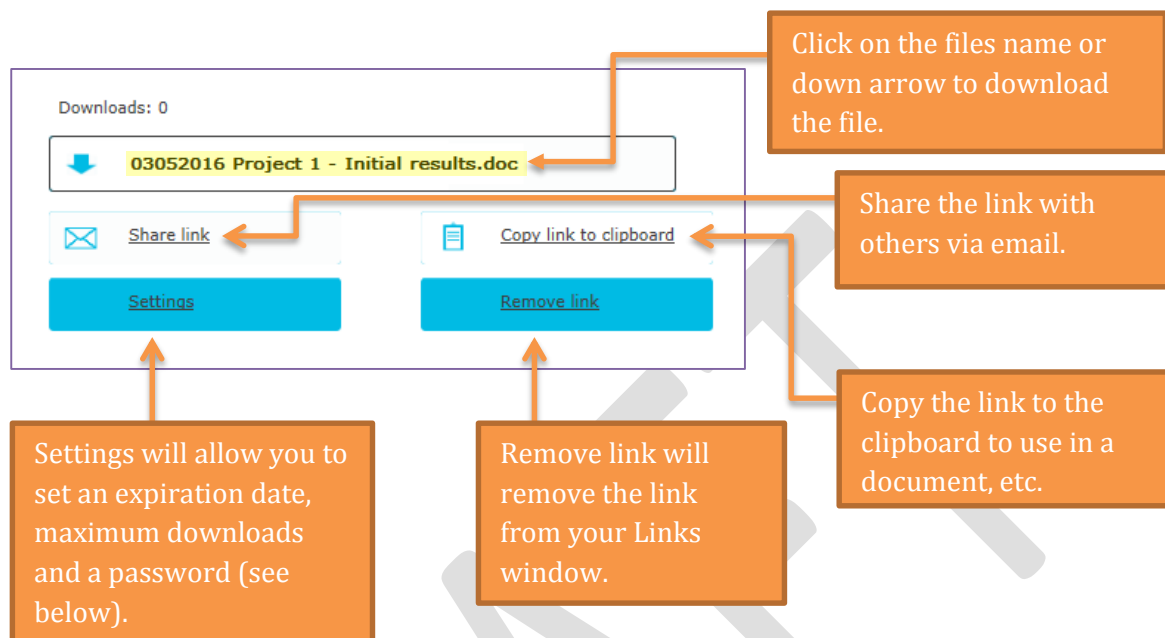 Click on the files name or
down arrow to download
the file.
Downloads: 0
03052016 Project 1 - Initial results.doc
Share the link with
others via email.
Share link
Copy link to clipboard
Settings
Remove link
Copy the link to the
clipboard to use in a
document, etc.
Settings will allow you to
set an expiration date,
maximum downloads
and a password (see
below).
Remove link will
remove the link
from your Links
window.